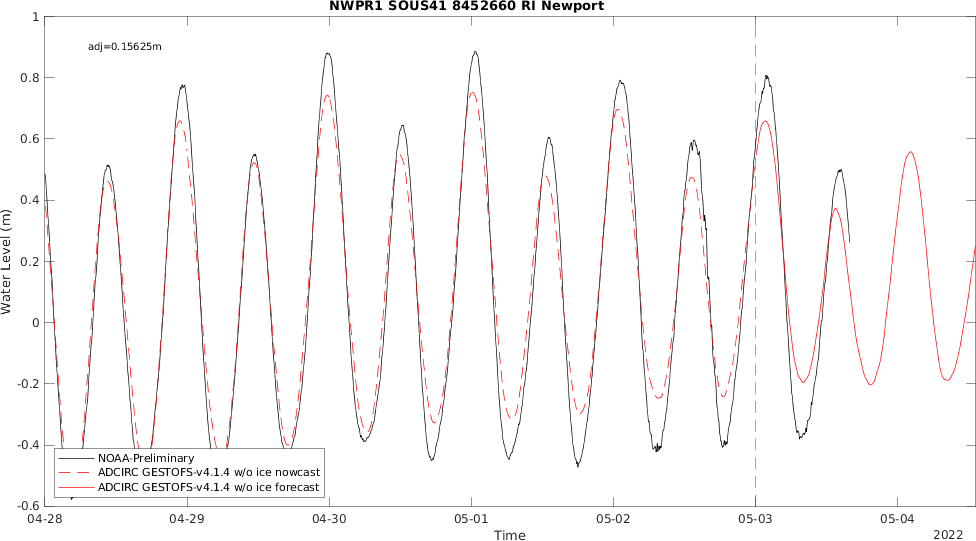 NWPR1 SOUS41 8452660 RI Newport
adj=0.15625m
1
0.8
0.6
0.4
0.2
0
-0.2
-0.4
-0.6
Water Level (m)
NOAA-Preliminary
ADCIRC GESTOFS-v4.1.4 w/o ice nowcast
ADCIRC GESTOFS-v4.1.4 w/o ice forecast
04-28
04-29
04-30
05-01
05-02
05-03
05-04
Time
2022